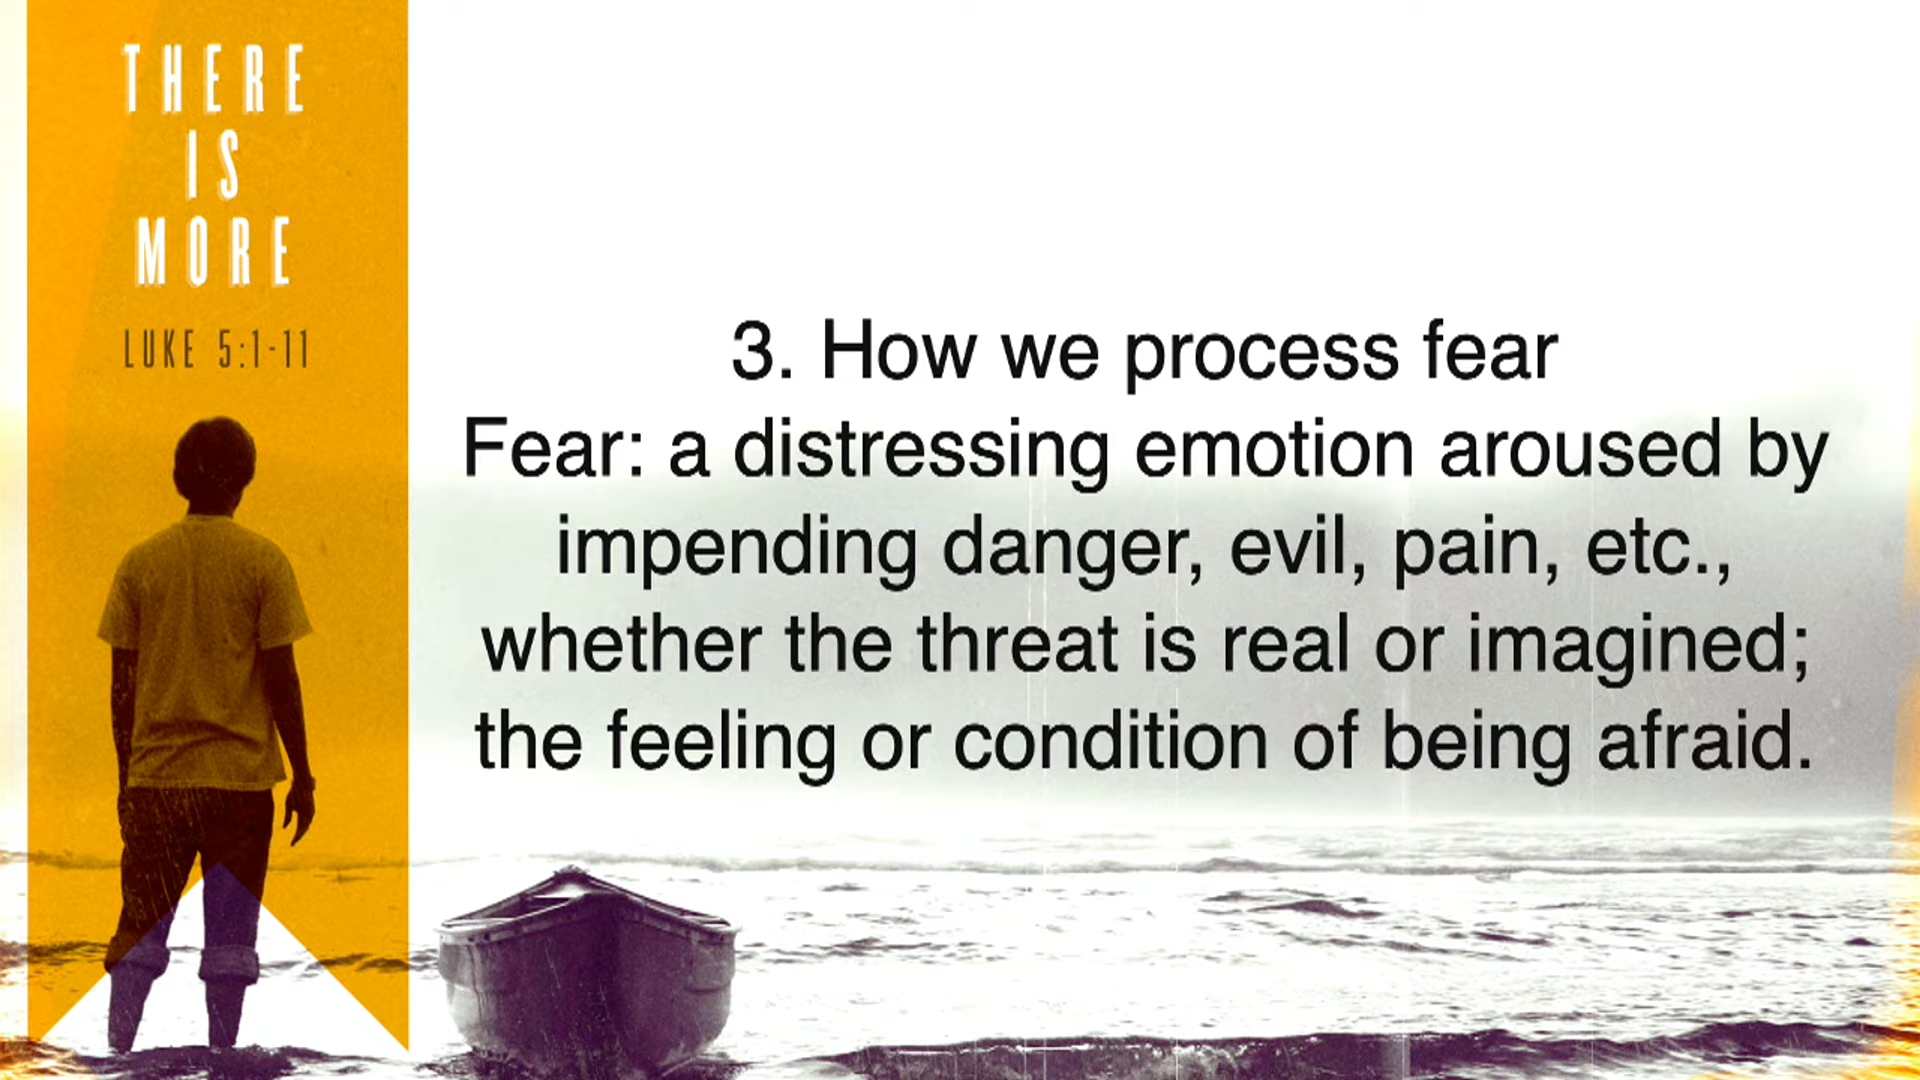 THERE
IS
MORE
LUKE 5:1-11
3. How we process fear
Fear: a distressing emotion aroused by
impending danger, evil, pain, etc.,
whether the threat is real or imagined;
the feeling or condition of being afraid.